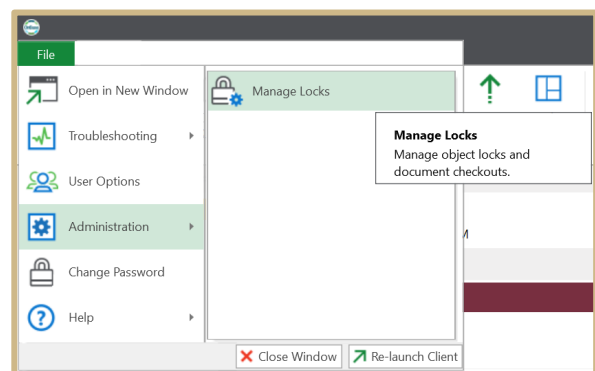 File
Open in New Window
Manage Locks
Troubleshooting
Manage Locks
Manage object locks and
document checkouts.
User Options
Administration
M
Change Password
Help
Close Window
Re-launch Client